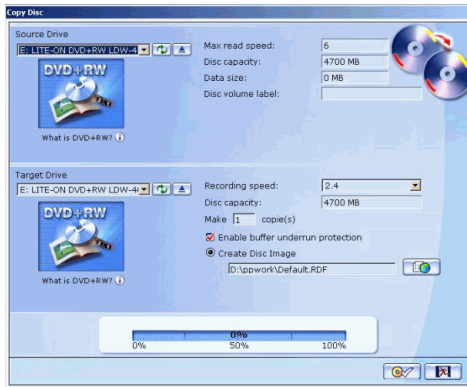 Copy Disc
Source Drive
E: LITE-ON DVD+RW LDW-4
DVD+RW
What is DVD+RW?
Max read speed: 6
Disc capacity: 4700 MB
Data size: 0 MB
Disc volume label:
Target Drive
E: LITE-ON DVD+RW LDW-4
DVD+RW
What is DVD+RW?
Recording speed: 2.4
Disc capacity: 4700 MB
Make 1 copie(s)
Enable buffer underrun protection
Create Disc Image
D:\ppwork\Default.RDF
0%
0% 50% 100%